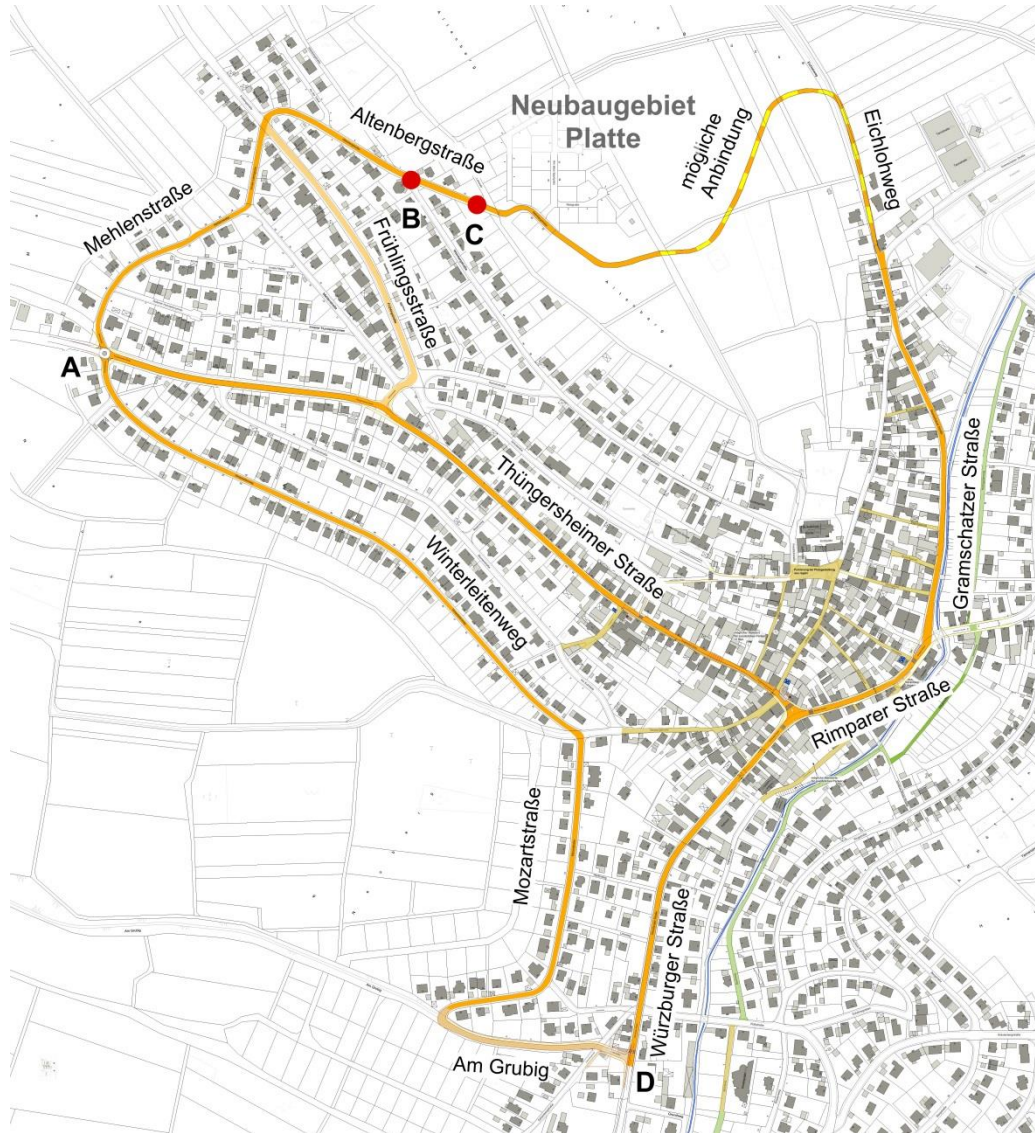 Neubaugebiet
Platte
Altenbergstraße
mögliche
Anbindung
Eichlohweg
Mehlenstraße
B
C
Frühlingsstraße
A
Thüngersheimer Straße
Winterleitenweg
Gramschatzer Straße
Rimparer Straße
Mozartstraße
Würzburger Straße
Am Grubig
D